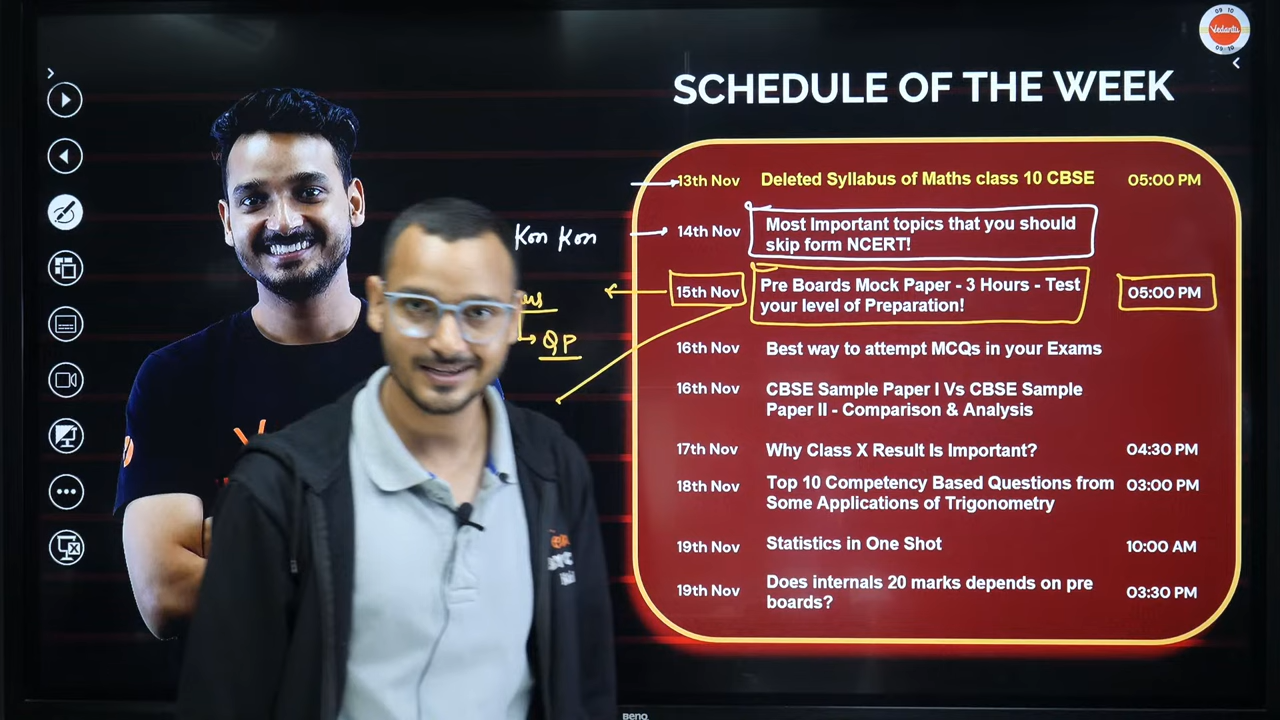 Vedantu
SCHEDULE OF THE WEEK
13th Nov Deleted Syllabus of Maths class 10 CBSE 05:00 PM
14th Nov Most Important topics that you should
skip form NCERT!
15th Nov Pre Boards Mock Paper - 3 Hours - Test
your level of Preparation! 05:00 PM
16th Nov Best way to attempt MCQs in your Exams
16th Nov CBSE Sample Paper I Vs CBSE Sample
Paper II - Comparison & Analysis
17th Nov Why Class X Result Is Important? 04:30 PM
18th Nov Top 10 Competency Based Questions from 03:00 PM
Some Applications of Trigonometry
19th Nov Statistics in One Shot 10:00 AM
19th Nov Does internals 20 marks depends on pre
boards? 03:30 PM
Kon Kon
QP
BenQ